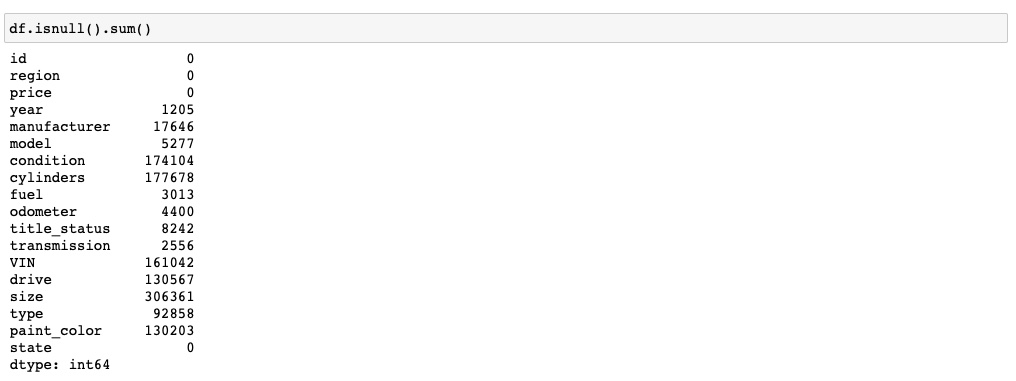 df.isnull().sum()
id 0
region 0
price 0
year 1205
manufacturer 17646
model 5277
condition 174104
cylinders 177678
fuel 3013
odometer 4400
title_status 8242
transmission 2556
VIN 161042
drive 130567
size 306361
type 92858
paint_color 130203
state 0
dtype: int64